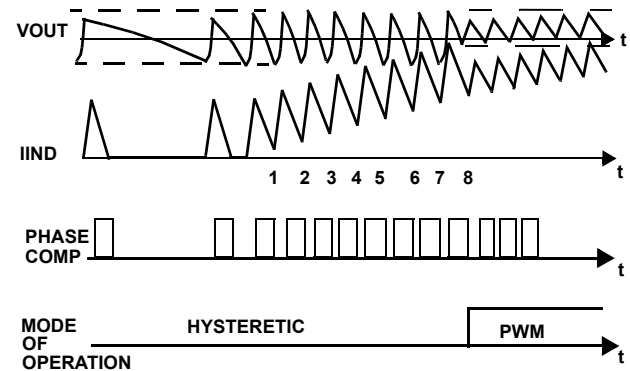 VOUT
t
IIND
t
1 2 3 4 5 6 7 8
PHASE
COMP
t
HYSTERETIC
PWM
MODE
OF
OPERATION
t